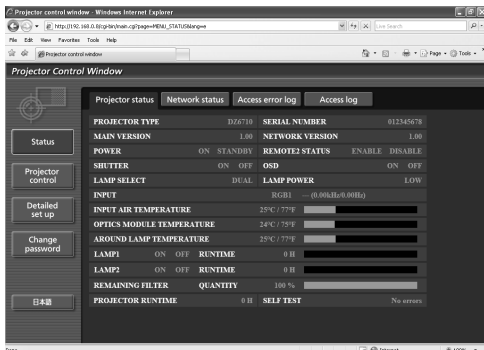 Projector Control window - Windows Internet Explorer
http://192.168.0.8/cgi-bin/main.cgi?page=MENU_STATUS&lang=e
Live Search
File Edit View Favorites Tools Help
Projector control window
Page Tools
Projector Control Window
Projector status Network status Access error log Access log
PROJECTOR TYPE DZ6710 SERIAL NUMBER 012345678
MAIN VERSION 1.00 NETWORK VERSION 1.00
POWER ON STANDBY REMOTE2 STATUS ENABLE DISABLE
SHUTTER ON OFF OSD ON OFF
LAMP SELECT DUAL LAMP POWER LOW
INPUT RGB1 --- (0.00kHz/0.00Hz)
INPUT AIR TEMPERATURE 25°C / 77°F
OPTICS MODULE TEMPERATURE 24°C / 75°F
AROUND LAMP TEMPERATURE 25°C / 77°F
LAMP1 ON OFF RUNTIME 0 H
LAMP2 ON OFF RUNTIME 0 H
REMAINING FILTER QUANTITY 100 %
PROJECTOR RUNTIME 0 H SELF TEST No errors
Status
Projector
control
Detailed
set up
Change
password
日本語